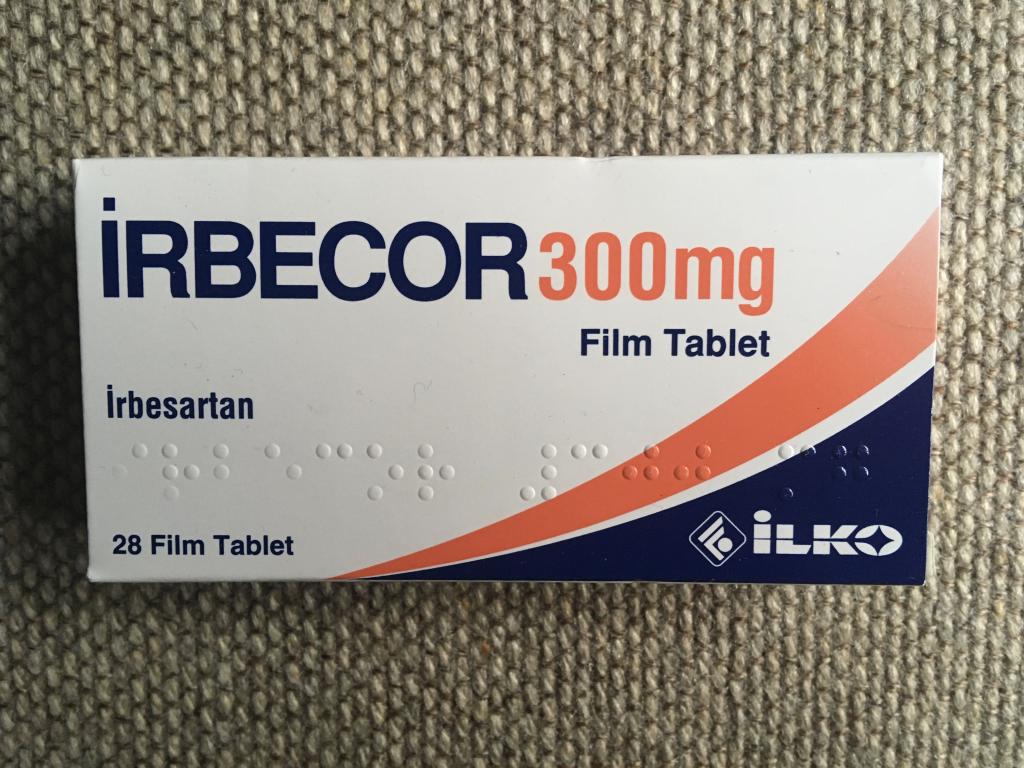 İRBECOR 300mg
Film Tablet
İrbesartan
28 Film Tablet
İLKO